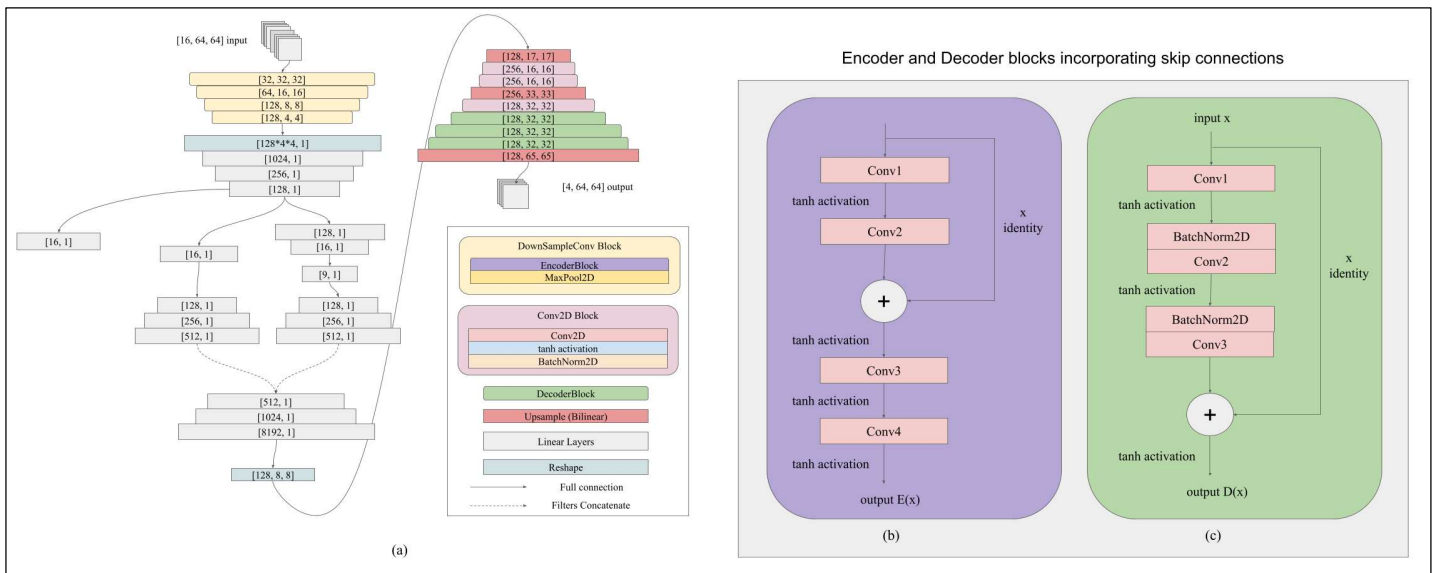 [16, 64, 64] input
[32, 32, 32]
[64, 16, 16]
[128, 8, 8]
[128, 4, 4]
[128*4*4, 1]
[1024, 1]
[256, 1]
[128, 1]
[16, 1]
[16, 1]
[128, 1]
[16, 1]
[9, 1]
[128, 1]
[256, 1]
[512, 1]
[128, 1]
[256, 1]
[512, 1]
[512, 1]
[1024, 1]
[8192, 1]
[128, 8, 8]
[128, 17, 17]
[256, 16, 16]
[256, 16, 16]
[256, 33, 33]
[128, 32, 32]
[128, 32, 32]
[128, 32, 32]
[128, 32, 32]
[128, 65, 65]
[4, 64, 64] output
DownSampleConv Block
EncoderBlock
MaxPool2D
Conv2D Block
Conv2D
tanh activation
BatchNorm2D
DecoderBlock
Upsample (Bilinear)
Linear Layers
Reshape
Full connection
Filters Concatenate
(a)
Encoder and Decoder blocks incorporating skip connections
Conv1
tanh activation
Conv2
x
identity
+
tanh activation
Conv3
tanh activation
Conv4
tanh activation
output E(x)
(b)
input x
Conv1
tanh activation
BatchNorm2D
Conv2
x
identity
tanh activation
BatchNorm2D
Conv3
+
tanh activation
output D(x)
(c)